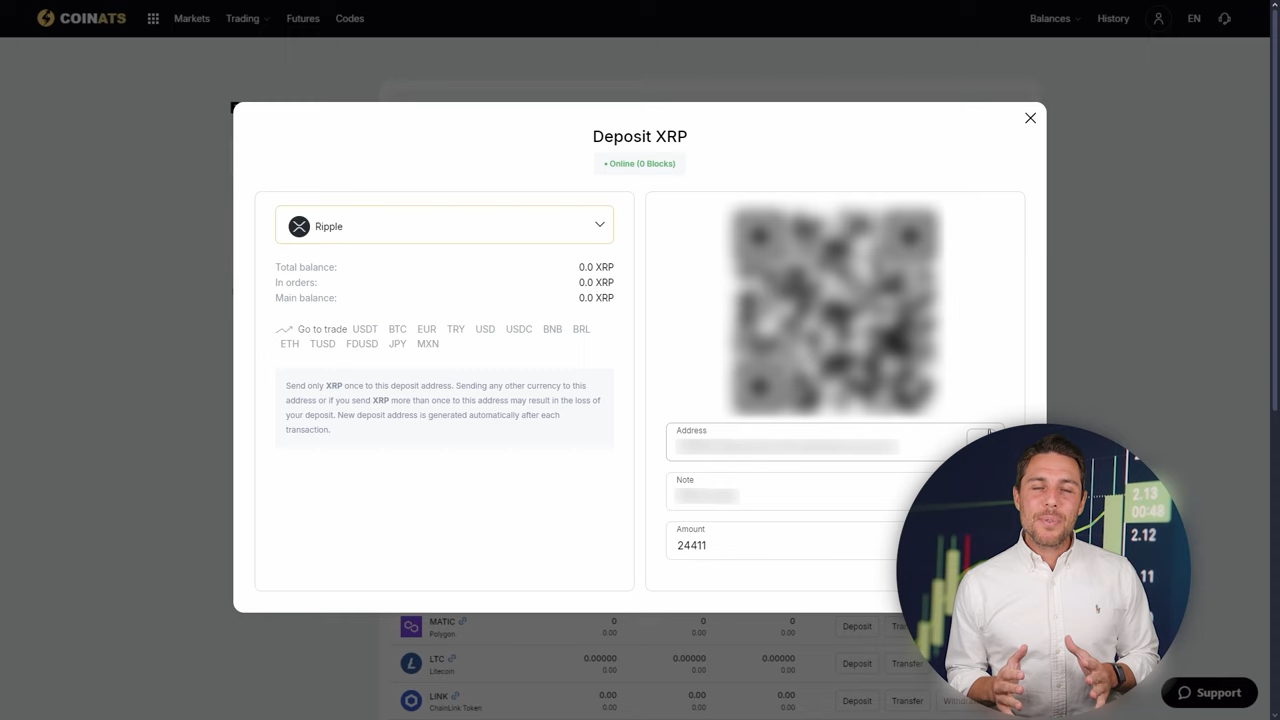 COINATS
Markets
Trading
Futures
Codes
Balances
History
EN
Deposit XRP
• Online (0 Blocks)
Ripple
Total balance: 0.0 XRP
In orders: 0.0 XRP
Main balance: 0.0 XRP
Go to trade USDT BTC EUR TRY USD USDC BNB BRL
ETH TUSD FDUSD JPY MXN
Send only XRP once to this deposit address. Sending any other currency to this
address or if you send XRP more than once to this address may result in the loss of
your deposit. New deposit address is generated automatically after each
transaction.
Address
Note
Amount
24411
MATIC 0 0 0 Deposit
Polygon 0.00 0.00 0.00
LTC 0.00000 0.00000 0.00000 Deposit Transfer
Litecoin 0.00 0.00 0.00
LINK 0.00 0.00 0.00 Deposit Transfer
ChainLink Token 0.00 0.00 0.00
2.13
00:48
2.12
Support